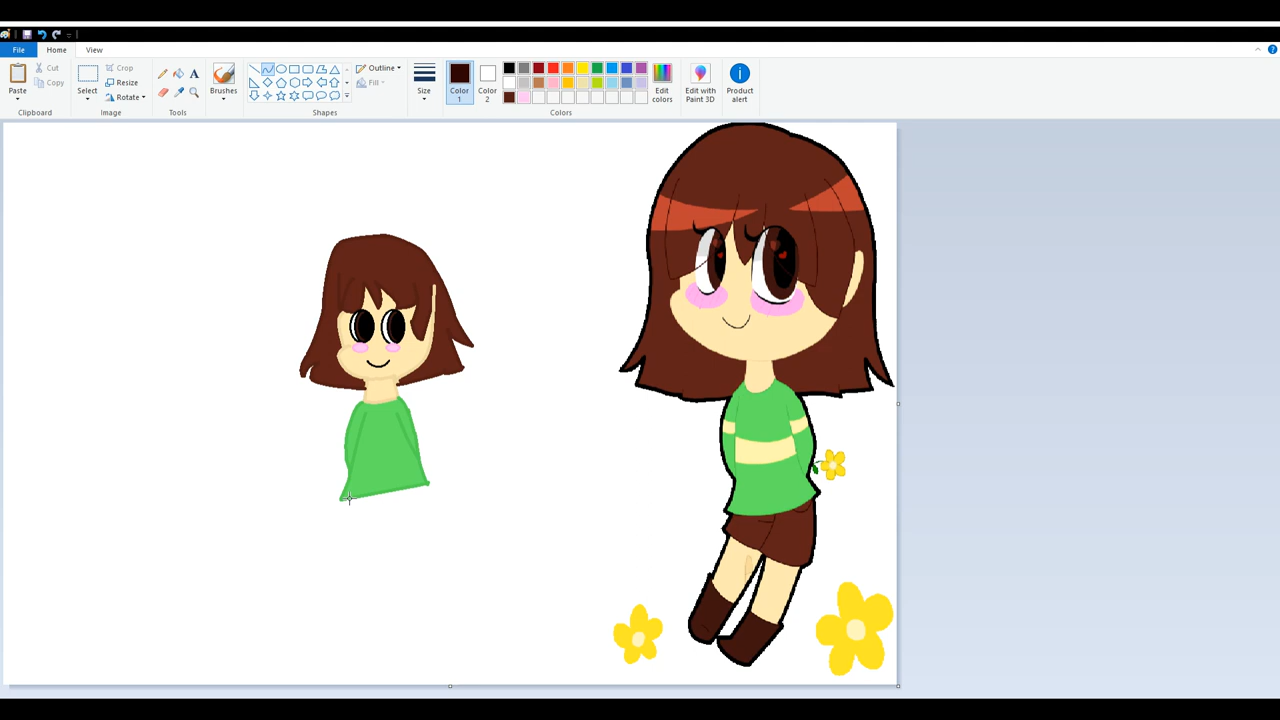 File Home View
Paste
Cut
Copy
Clipboard
Select
Crop
Resize
Rotate
Image
A
Tools
Brushes
Shapes
Outline
Fill
Size
Color 1
Color 2
Edit colors
Colors
Edit with Paint 3D
Product alert
?